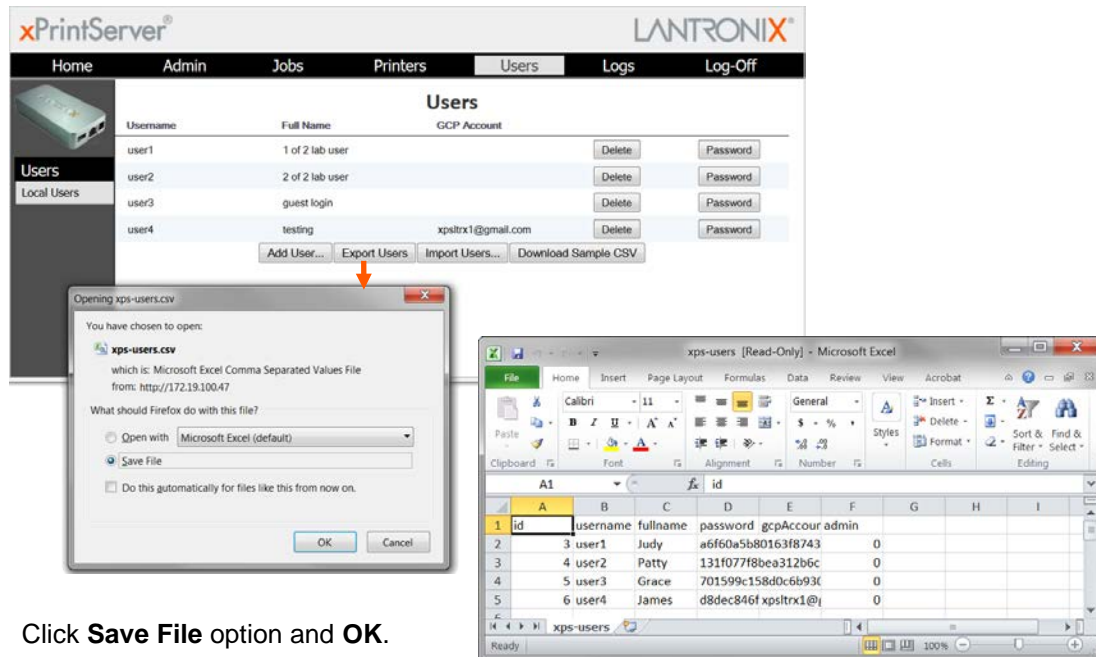 xPrintServer®
LANTRONIX®
Home Admin Jobs Printers Users Logs Log-Off
Users
Username Full Name GCP Account
user1 1 of 2 lab user Delete Password
Users
user2 2 of 2 lab user Delete Password
Local Users
user3 guest login Delete Password
user4 testing xpsltrx1@gmail.com Delete Password
Add User... Export Users Import Users... Download Sample CSV
Opening xps-users.csv
You have chosen to open:
xps-users.csv
which is: Microsoft Excel Comma Separated Values File
from: http://172.19.100.47
What should Firefox do with this file?
Open with Microsoft Excel (default)
Save File
Do this automatically for files like this from now on.
OK Cancel
xps-users [Read-Only] - Microsoft Excel
File Home Insert Page Layout Formulas Data Review View Acrobat
Paste
Calibri 11
B I U
A A
A
General
$ % ,
Styles
Insert
Delete
Format
Σ
Sort & Filter
Find & Select
Clipboard Font Alignment Number Cells Editing
A1 fx id
A B C D E F G H I
1 id username fullname password gcpAccour admin
2 3 user1 Judy a6f60a5b80163f8743 0
3 4 user2 Patty 131f077f8bea312b6c 0
4 5 user3 Grace 701599c158d0c6b930 0
5 6 user4 James d8dec846f xpsltrx1@g 0
xps-users
Ready 100%
Click Save File option and OK.